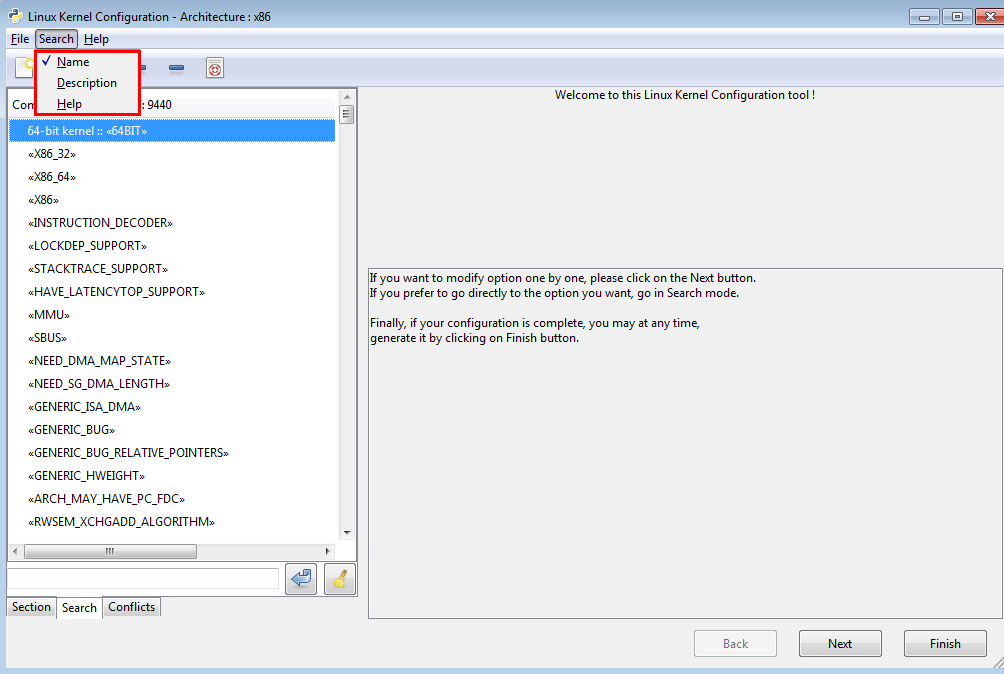 Linux Kernel Configuration - Architecture : x86
File Search Help
Name
Description
Help
Com : 9440
64-bit kernel :: «64BIT»
«X86_32»
«X86_64»
«X86»
«INSTRUCTION_DECODER»
«LOCKDEP_SUPPORT»
«STACKTRACE_SUPPORT»
«HAVE_LATENCYTOP_SUPPORT»
«MMU»
«SBUS»
«NEED_DMA_MAP_STATE»
«NEED_SG_DMA_LENGTH»
«GENERIC_ISA_DMA»
«GENERIC_BUG»
«GENERIC_BUG_RELATIVE_POINTERS»
«GENERIC_HWEIGHT»
«ARCH_MAY_HAVE_PC_FDC»
«RWSEM_XCHGADD_ALGORITHM»
Section Search Conflicts
Welcome to this Linux Kernel Configuration tool !
If you want to modify option one by one, please click on the Next button.
If you prefer to go directly to the option you want, go in Search mode.
Finally, if your configuration is complete, you may at any time,
generate it by clicking on Finish button.
Back Next Finish